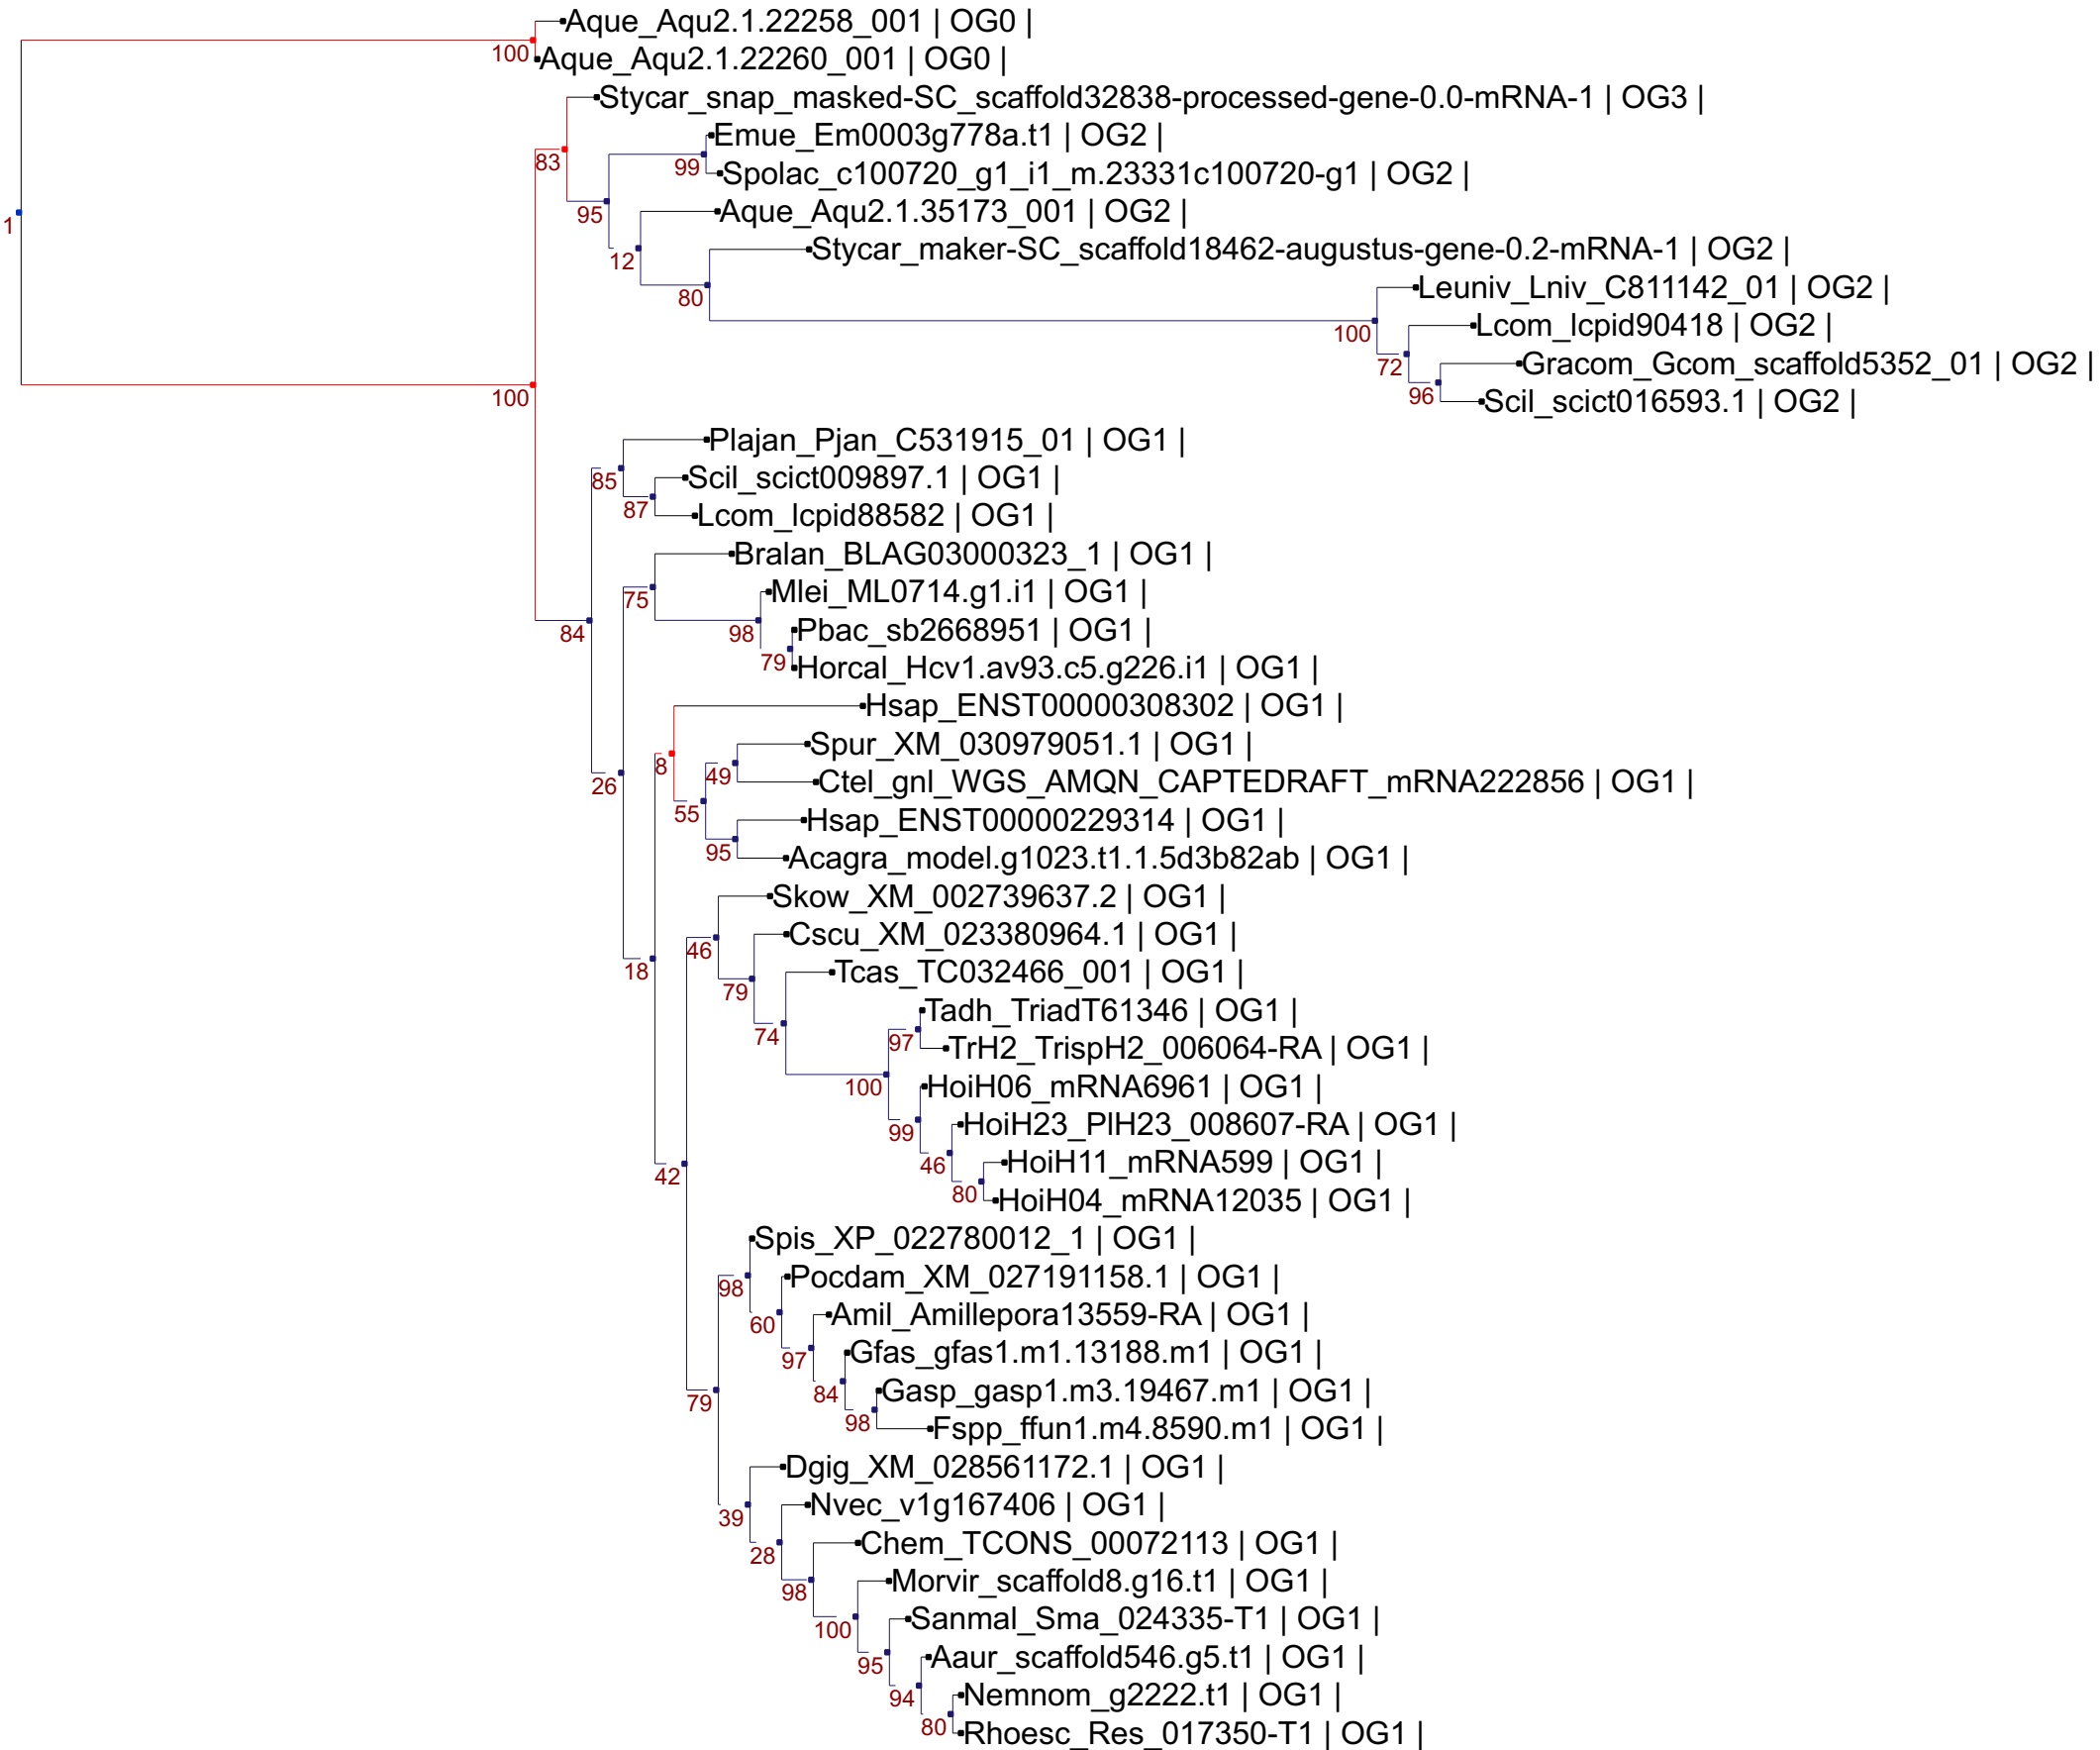 Aque_Aqu2.1.22258_001 | OG0 |
100
Aque_Aqu2.1.22260_001 | OG0 |
Stycar_snap_masked-SC_scaffold32838-processed-gene-0.0-mRNA-1 | OG3 |
Emue_Em0003g778a.t1 | OG2 |
83
99
Spolac_c100720_g1_i1_m.23331c100720-g1 | OG2 |
95
Aque_Aqu2.1.35173_001 | OG2 |
1
Stycar_maker-SC_scaffold18462-augustus-gene-0.2-mRNA-1 | OG2 |
12
Leuniv_Lniv_C811142_01 | OG2 |
80
Lcom_lcpid90418 | OG2 |
100
Gracom_Gcom_scaffold5352_01 | OG2 |
72
100
96
Scil_scict016593.1 | OG2 |
Plajan_Pjan_C531915_01 | OG1 |
85
Scil_scict009897.1 | OG1 |
87
Lcom_lcpid88582 | OG1 |
Bralan_BLAG03000323_1 | OG1 |
75
Mlei_ML0714.g1.i1 | OG1 |
84
98
Pbac_sb2668951 | OG1 |
79
Horcal_Hcv1.av93.c5.g226.i1 | OG1 |
Hsap_ENST00000308302 | OG1 |
Spur_XM_030979051.1 | OG1 |
8
49
Ctel_gnl_WGS_AMQN_CAPTEDRAFT_mRNA222856 | OG1 |
26
55
Hsap_ENST00000229314 | OG1 |
95
Acagra_model.g1023.t1.1.5d3b82ab | OG1 |
Skow_XM_002739637.2 | OG1 |
46
Cscu_XM_023380964.1 | OG1 |
18
79
Tcas_TC032466_001 | OG1 |
Tadh_TriadT61346 | OG1 |
74
97
TrH2_TrispH2_006064-RA | OG1 |
100
HoiH06_mRNA6961 | OG1 |
99
HoiH23_PlH23_008607-RA | OG1 |
46
HoiH11_mRNA599 | OG1 |
42
80
HoiH04_mRNA12035 | OG1 |
Spis_XP_022780012_1 | OG1 |
98
Pocdam_XM_027191158.1 | OG1 |
60
Amil_Amillepora13559-RA | OG1 |
97
Gfas_gfas1.m1.13188.m1 | OG1 |
84
Gasp_gasp1.m3.19467.m1 | OG1 |
79
98
Fspp_ffun1.m4.8590.m1 | OG1 |
Dgig_XM_028561172.1 | OG1 |
39
Nvec_v1g167406 | OG1 |
28
Chem_TCONS_00072113 | OG1 |
98
Morvir_scaffold8.g16.t1 | OG1 |
100
Sanmal_Sma_024335-T1 | OG1 |
95
Aaur_scaffold546.g5.t1 | OG1 |
94
Nemnom_g2222.t1 | OG1 |
80
Rhoesc_Res_017350-T1 | OG1 |